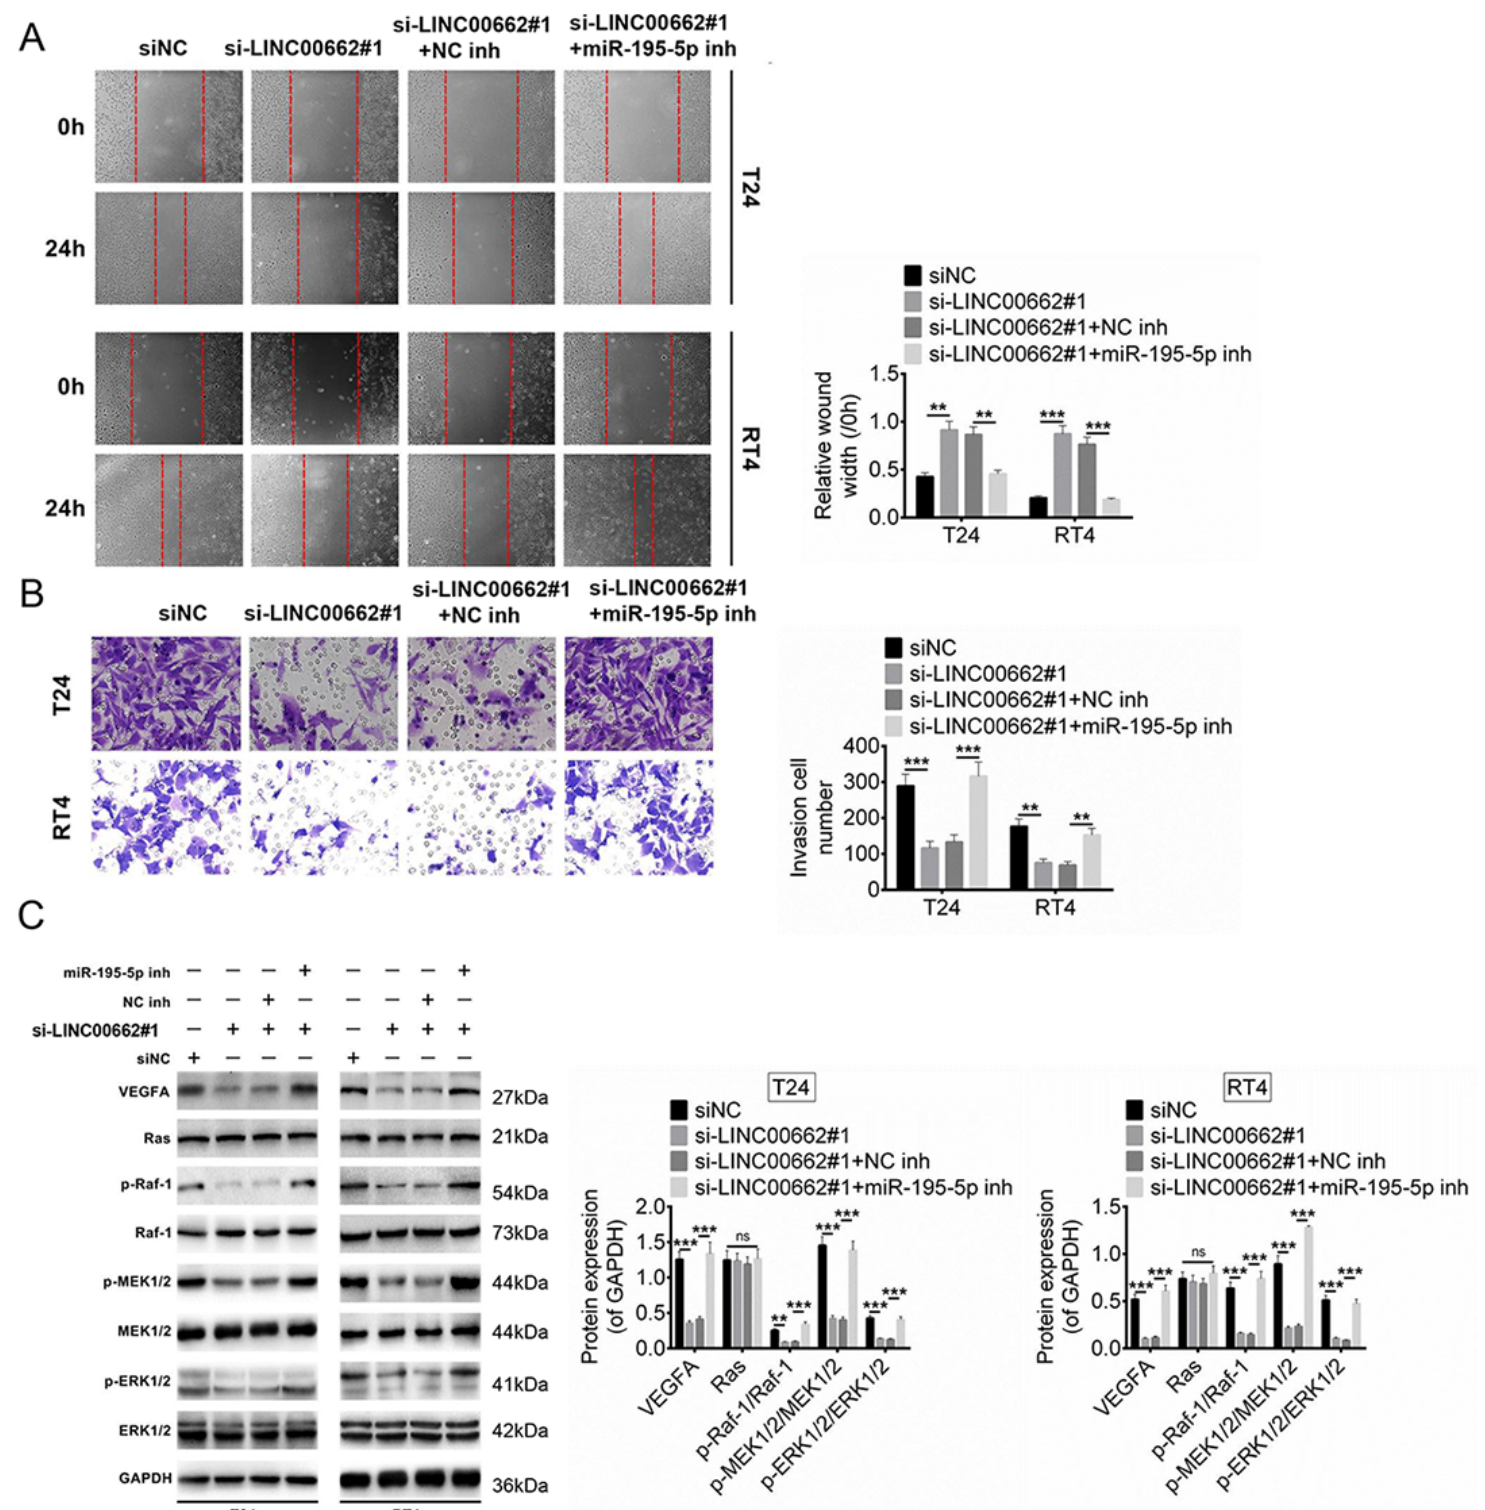 A
siNC
si-LINC00662#1
si-LINC00662#1
+NC inh
si-LINC00662#1
+miR-195-5p inh
0h
24h
T24
0h
24h
RT4
siNC
si-LINC00662#1
si-LINC00662#1+NC inh
si-LINC00662#1+miR-195-5p inh
Relative wound
width (/0h)
1.5
1.0
0.5
0.0
** ** *** ***
T24 RT4
B
siNC
si-LINC00662#1
si-LINC00662#1
+NC inh
si-LINC00662#1
+miR-195-5p inh
T24
RT4
siNC
si-LINC00662#1
si-LINC00662#1+NC inh
si-LINC00662#1+miR-195-5p inh
Invasion cell
number
400
300
200
100
0
*** *** ** **
T24 RT4
C
miR-195-5p inh − − − + − − − +
NC inh − − + − − − + −
si-LINC00662#1 − + + + − + + +
siNC + − − − + − − −
VEGFA 27kDa
Ras 21kDa
p-Raf-1 54kDa
Raf-1 73kDa
p-MEK1/2 44kDa
MEK1/2 44kDa
p-ERK1/2 41kDa
ERK1/2 42kDa
GAPDH 36kDa
T24
siNC
si-LINC00662#1
si-LINC00662#1+NC inh
si-LINC00662#1+miR-195-5p inh
Protein expression
(of GAPDH)
2.0
1.5
1.0
0.5
0.0
*** *** ns ** *** *** *** *** ***
VEGFA
Ras
p-Raf-1/Raf-1
p-MEK1/2/MEK1/2
p-ERK1/2/ERK1/2
RT4
siNC
si-LINC00662#1
si-LINC00662#1+NC inh
si-LINC00662#1+miR-195-5p inh
Protein expression
(of GAPDH)
1.5
1.0
0.5
0.0
*** *** ns *** *** *** *** *** ***
VEGFA
Ras
p-Raf-1/Raf-1
p-MEK1/2/MEK1/2
p-ERK1/2/ERK1/2